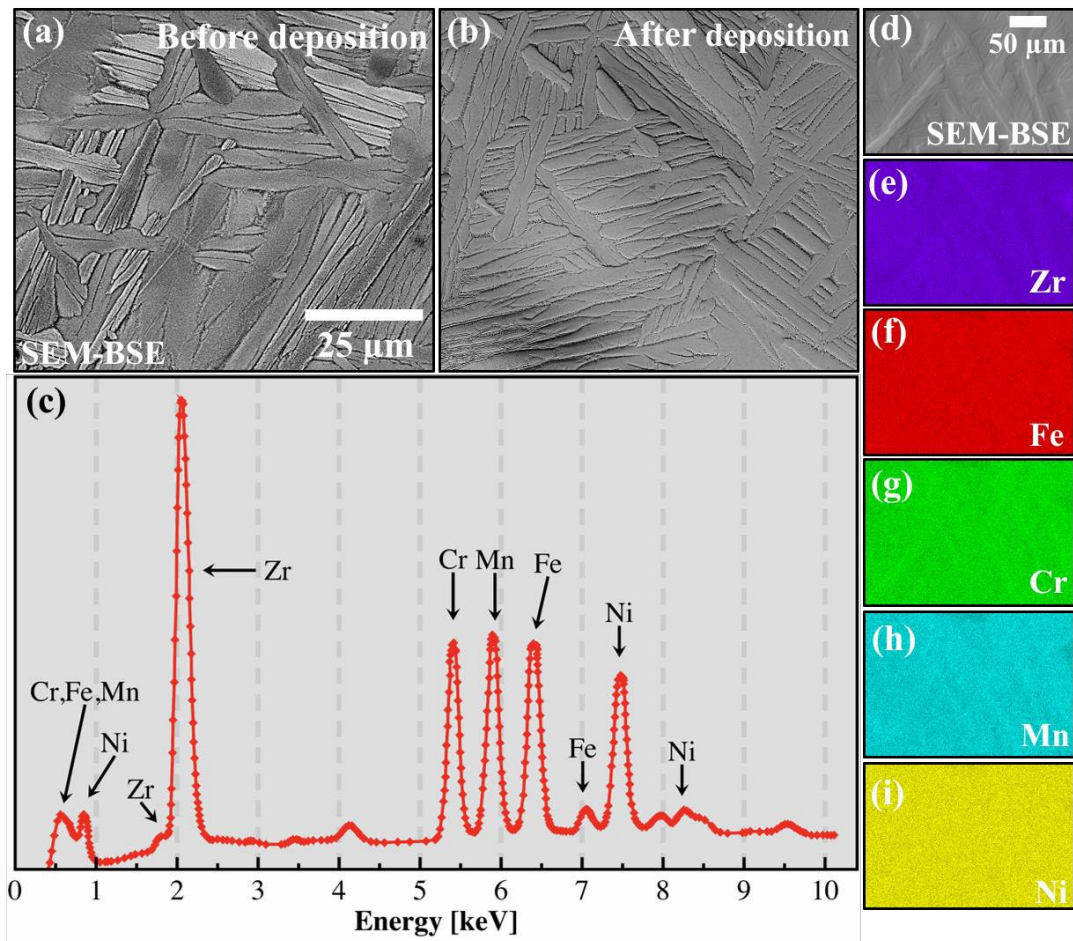 (a) Before deposition
25 µm
SEM-BSE
(b) After deposition
(c)
Cr,Fe,Mn
Ni
Zr
Zr
Cr Mn Fe
Fe
Ni
Ni
0 1 2 3 4 5 6 7 8 9 10
Energy [keV]
(d)
50 µm
SEM-BSE
(e)
Zr
(f)
Fe
(g)
Cr
(h)
Mn
(i)
Ni